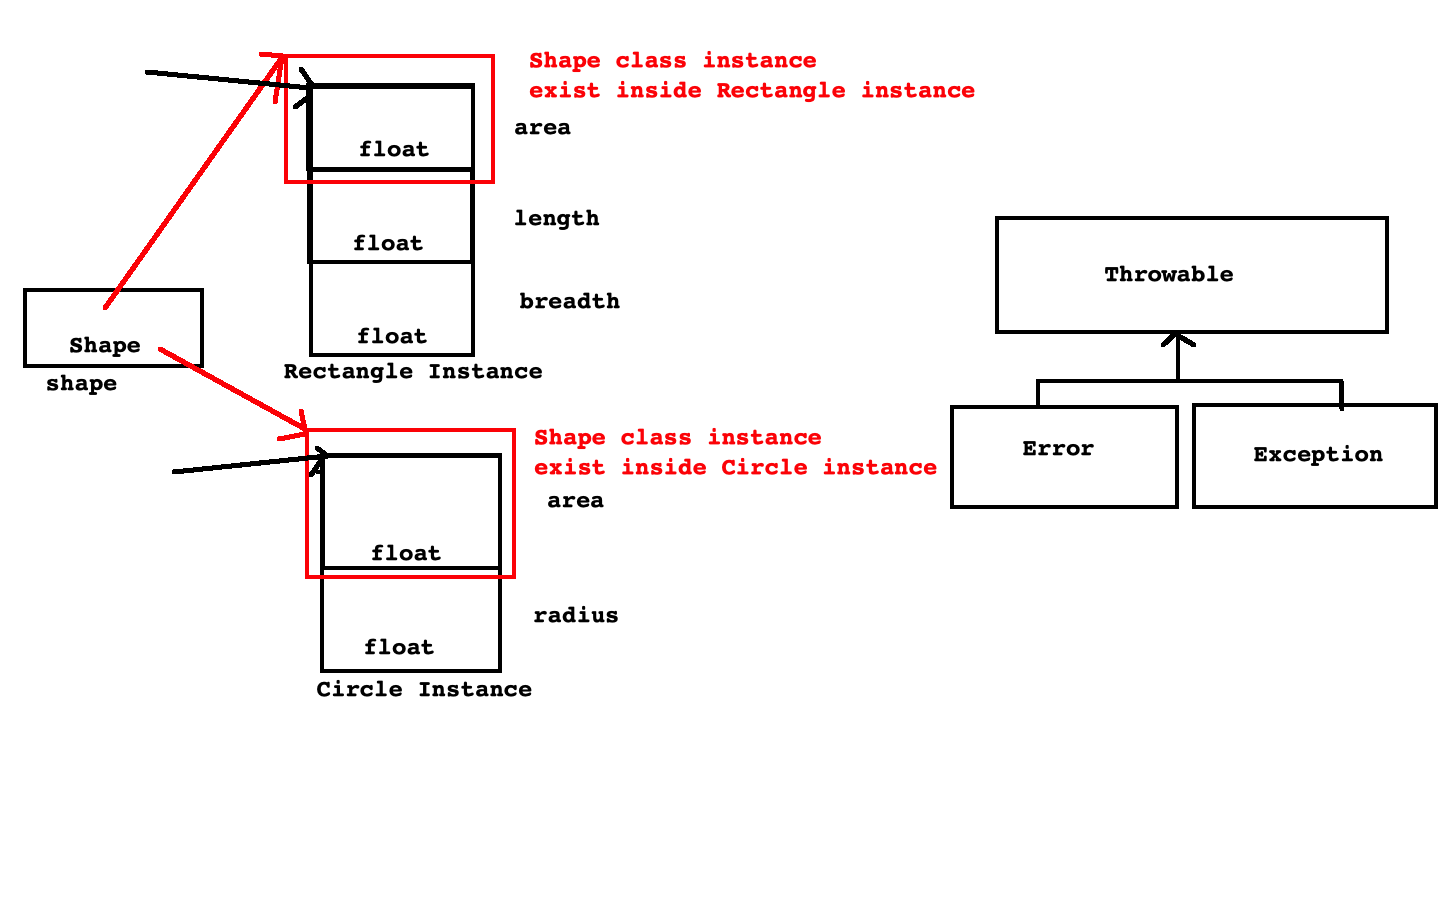 Shape class instance
exist inside Rectangle instance
area
float
length
float
breadth
float
Rectangle Instance
Shape
shape
Shape class instance
exist inside Circle instance
area
float
radius
float
Circle Instance
Throwable
Error
Exception